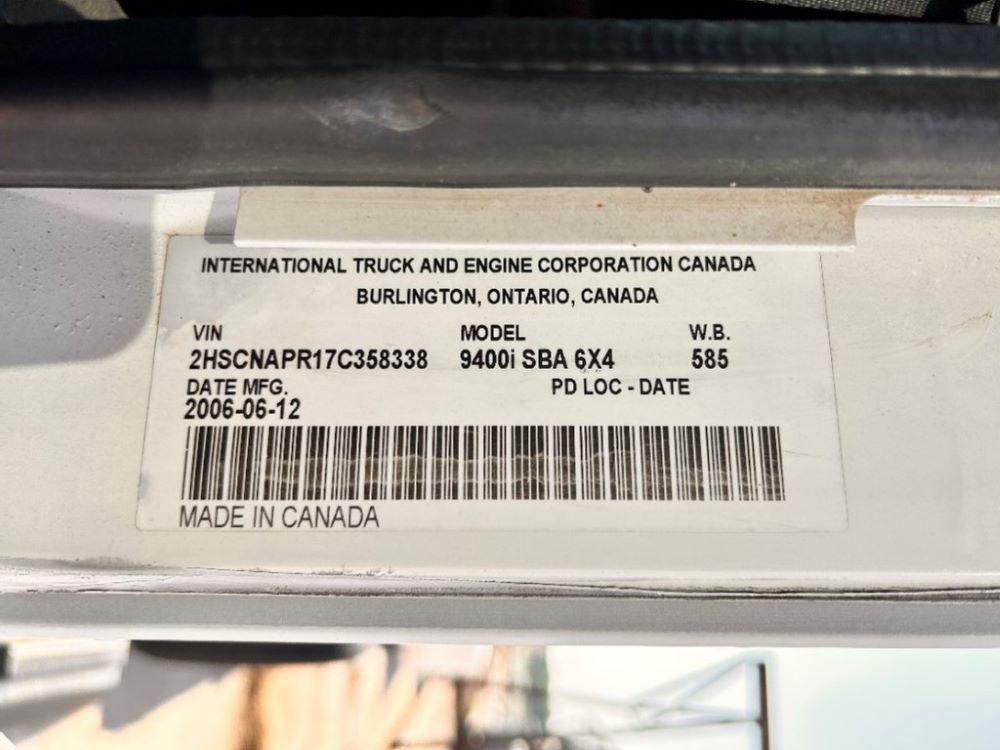 INTERNATIONAL TRUCK AND ENGINE CORPORATION CANADA
BURLINGTON, ONTARIO, CANADA
VIN MODEL W.B.
2HSCNAPR17C358338 9400i SBA 6X4 585
DATE MFG. PD LOC - DATE
2006-06-12
MADE IN CANADA